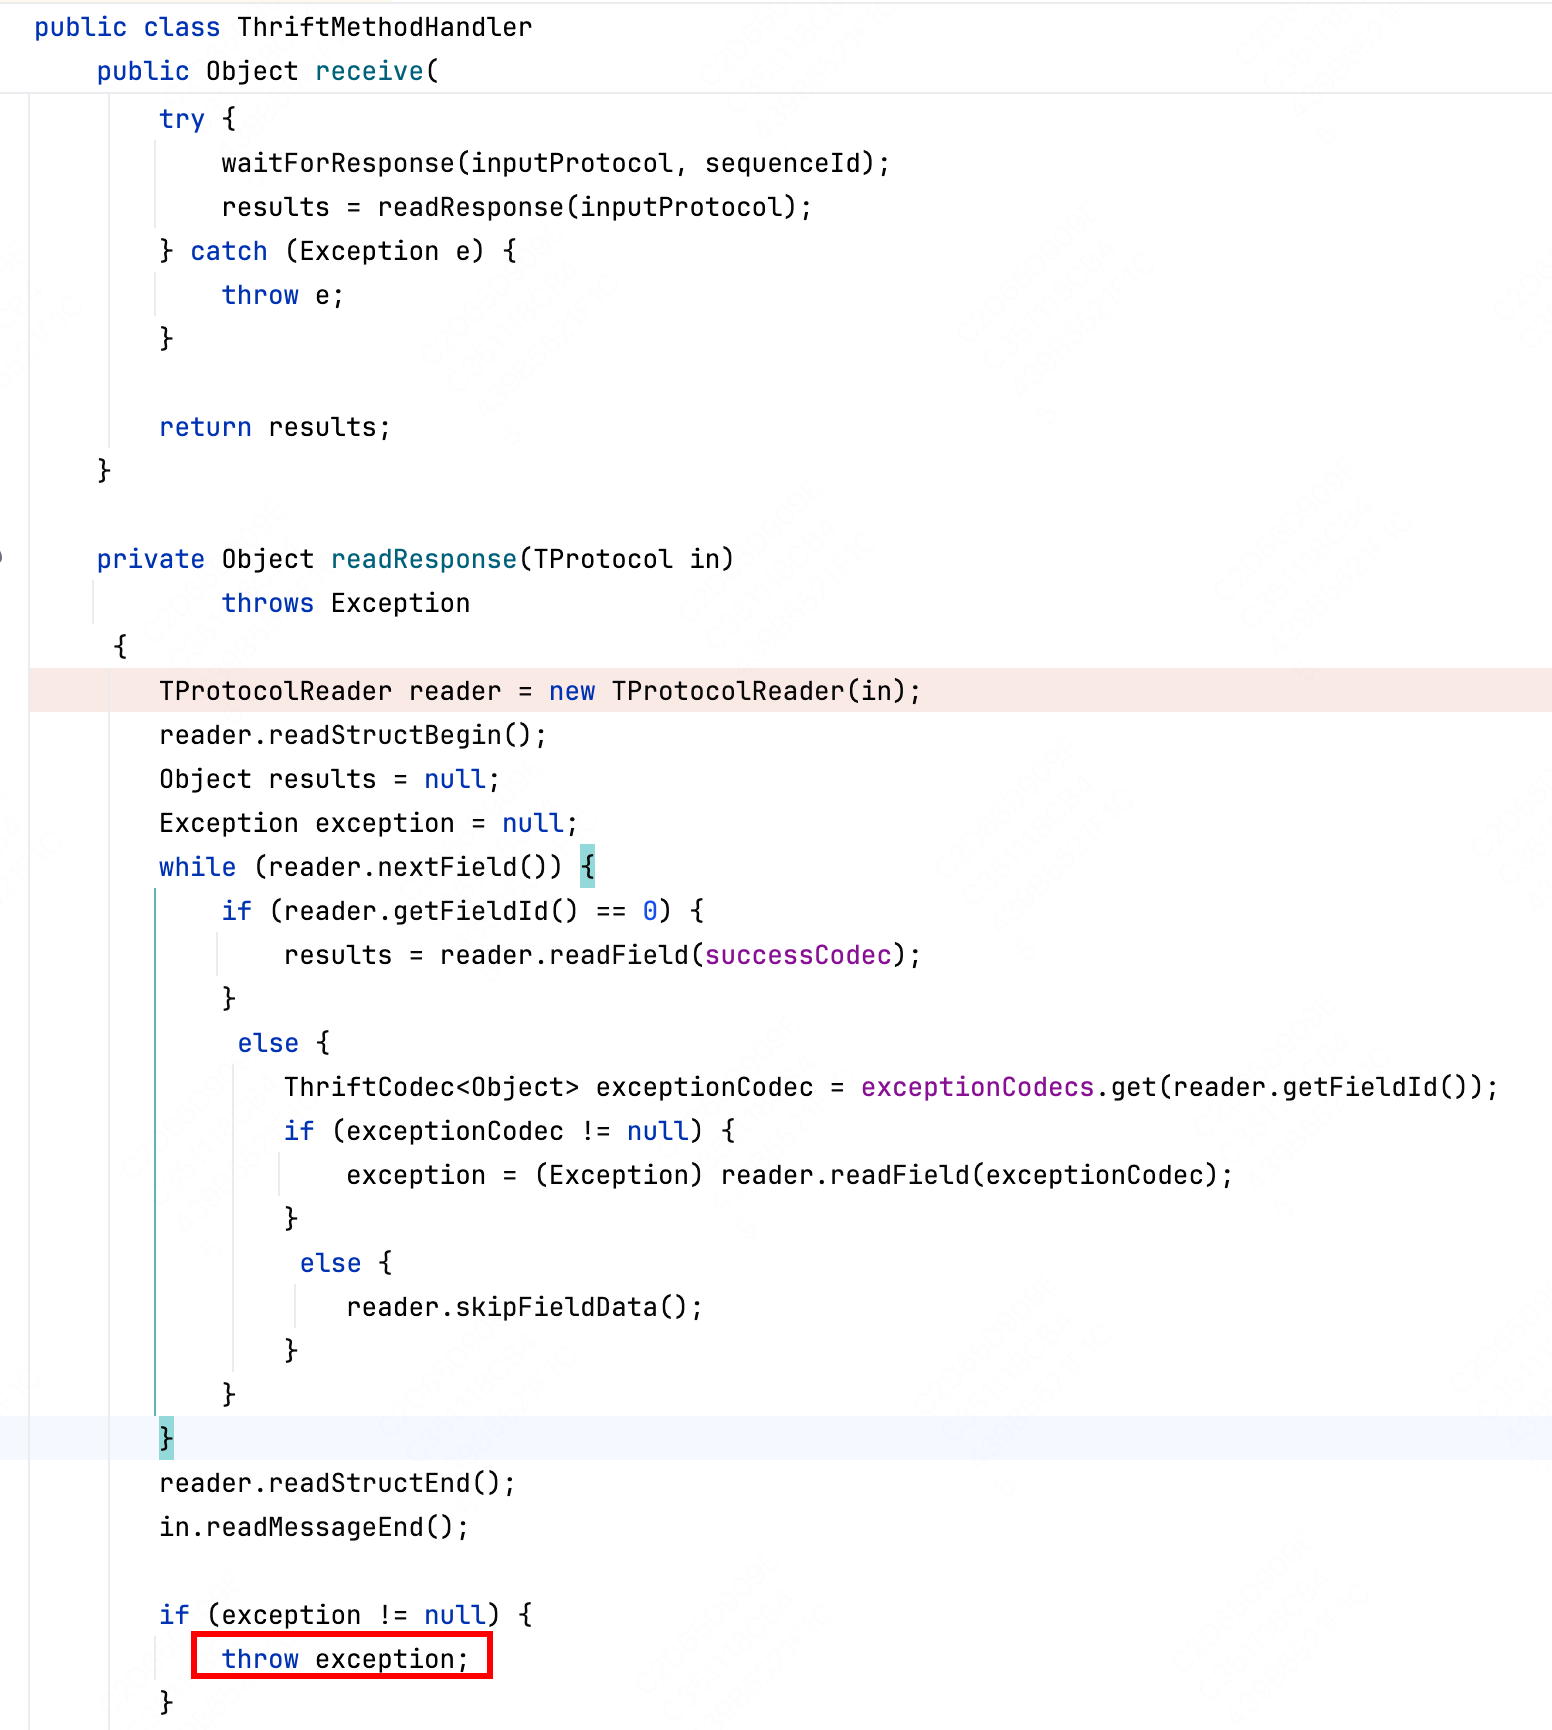 public class ThriftMethodHandler
public Object receive(
try {
waitForResponse(inputProtocol, sequenceId);
results = readResponse(inputProtocol);
} catch (Exception e) {
throw e;
}
return results;
}
private Object readResponse(TProtocol in)
throws Exception
{
TProtocolReader reader = new TProtocolReader(in);
reader.readStructBegin();
Object results = null;
Exception exception = null;
while (reader.nextField()) {
if (reader.getFieldId() == 0) {
results = reader.readField(successCodec);
}
else {
ThriftCodec<Object> exceptionCodec = exceptionCodecs.get(reader.getFieldId());
if (exceptionCodec != null) {
exception = (Exception) reader.readField(exceptionCodec);
}
else {
reader.skipFieldData();
}
}
}
reader.readStructEnd();
in.readMessageEnd();
if (exception != null) {
throw exception;
}